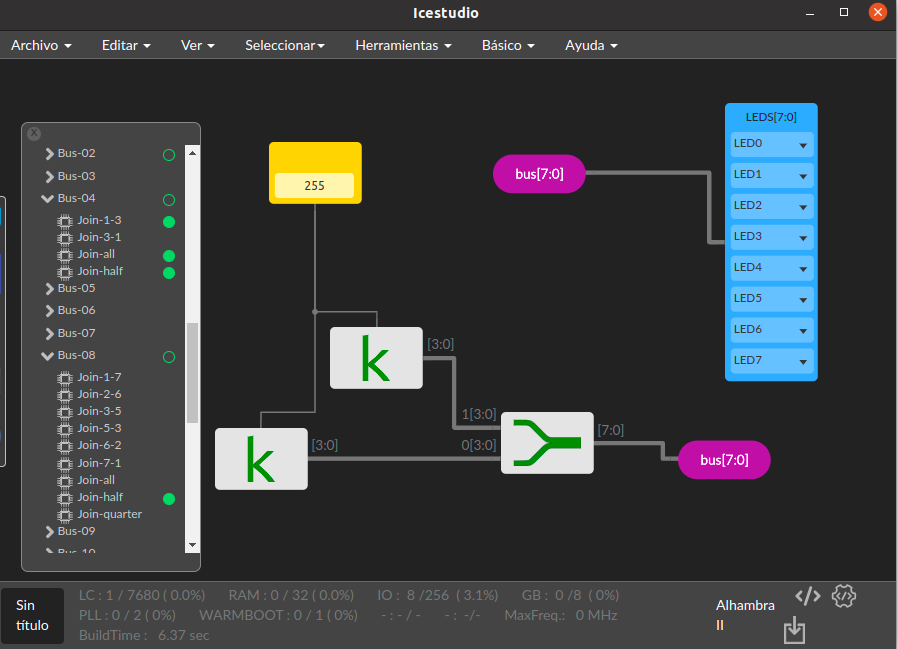 Icestudio
Archivo Editar Ver Seleccionar Herramientas Básico Ayuda
X
Bus-02
Bus-03
Bus-04
Join-1-3
Join-3-1
Join-all
Join-half
Bus-05
Bus-06
Bus-07
Bus-08
Join-1-7
Join-2-6
Join-3-5
Join-5-3
Join-6-2
Join-7-1
Join-all
Join-half
Join-quarter
Bus-09
Bus-10
255
k
[3:0]
k
[3:0]
1[3:0]
0[3:0]
[7:0]
bus[7:0]
bus[7:0]
LEDS[7:0]
LED0
LED1
LED2
LED3
LED4
LED5
LED6
LED7
Sin
título
LC : 1 / 7680 ( 0.0%) RAM : 0 / 32 ( 0.0%) IO : 8 /256 ( 3.1%) GB : 0 /8 ( 0%)
PLL : 0 / 2 ( 0%) WARMBOOT : 0 / 1 ( 0%) - : - / - - : -/- MaxFreq.: 0 MHz
BuildTime : 6.37 sec
Alhambra
II